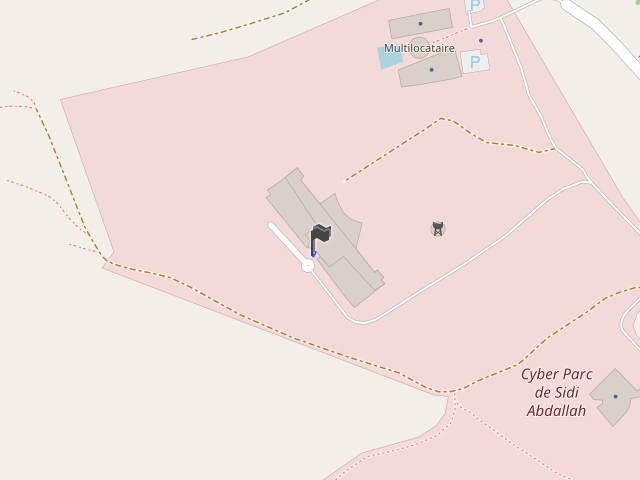 P
Multilocataire
P
Cyber Parc
de Sidi
Abdallah